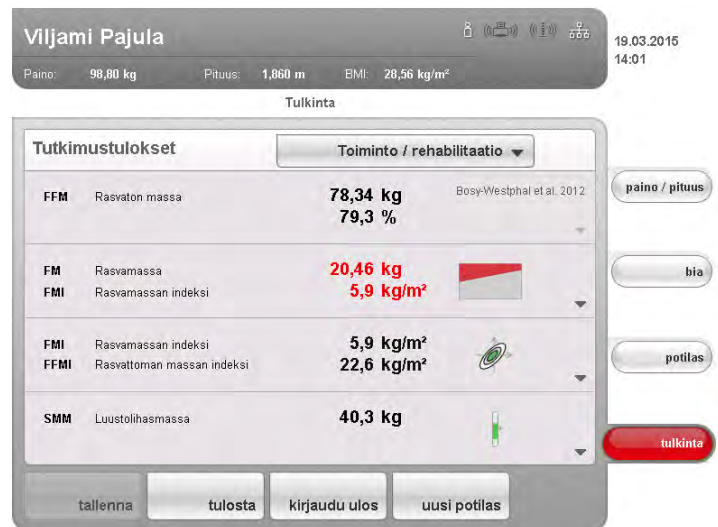 Viljami Pajula
19.03.2015
14:01
Paino: 98,80 kg Pituus: 1,860 m BMI: 28,56 kg/m²
Tulkinta
Tutkimustulokset
Toiminto / rehabilitaatio
FFM Rasvaton massa 78,34 kg Bosy-Westphal et al. 2012
79,3 %
FM Rasvamassa 20,46 kg
FMI Rasvamassan indeksi 5,9 kg/m²
FMI Rasvamassan indeksi 5,9 kg/m²
FFMI Rasvattoman massan indeksi 22,6 kg/m²
SMM Luustolihasmassa 40,3 kg
paino / pituus
bia
potilas
tulkinta
tallenna tulosta kirjaudu ulos uusi potilas